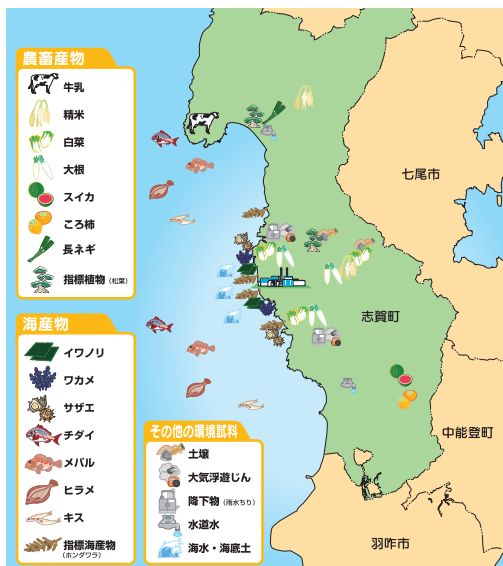 農畜産物
牛乳
精米
白菜
大根
スイカ
ころ柿
長ネギ
指標植物(松葉)
海産物
イワノリ
ワカメ
サザエ
チダイ
メバル
ヒラメ
キス
指標海産物
(ホンダワラ)
その他の環境試料
土壌
大気浮遊じん
降下物(雨水ちり)
水道水
海水・海底土
七尾市
志賀町
中能登町
羽咋市